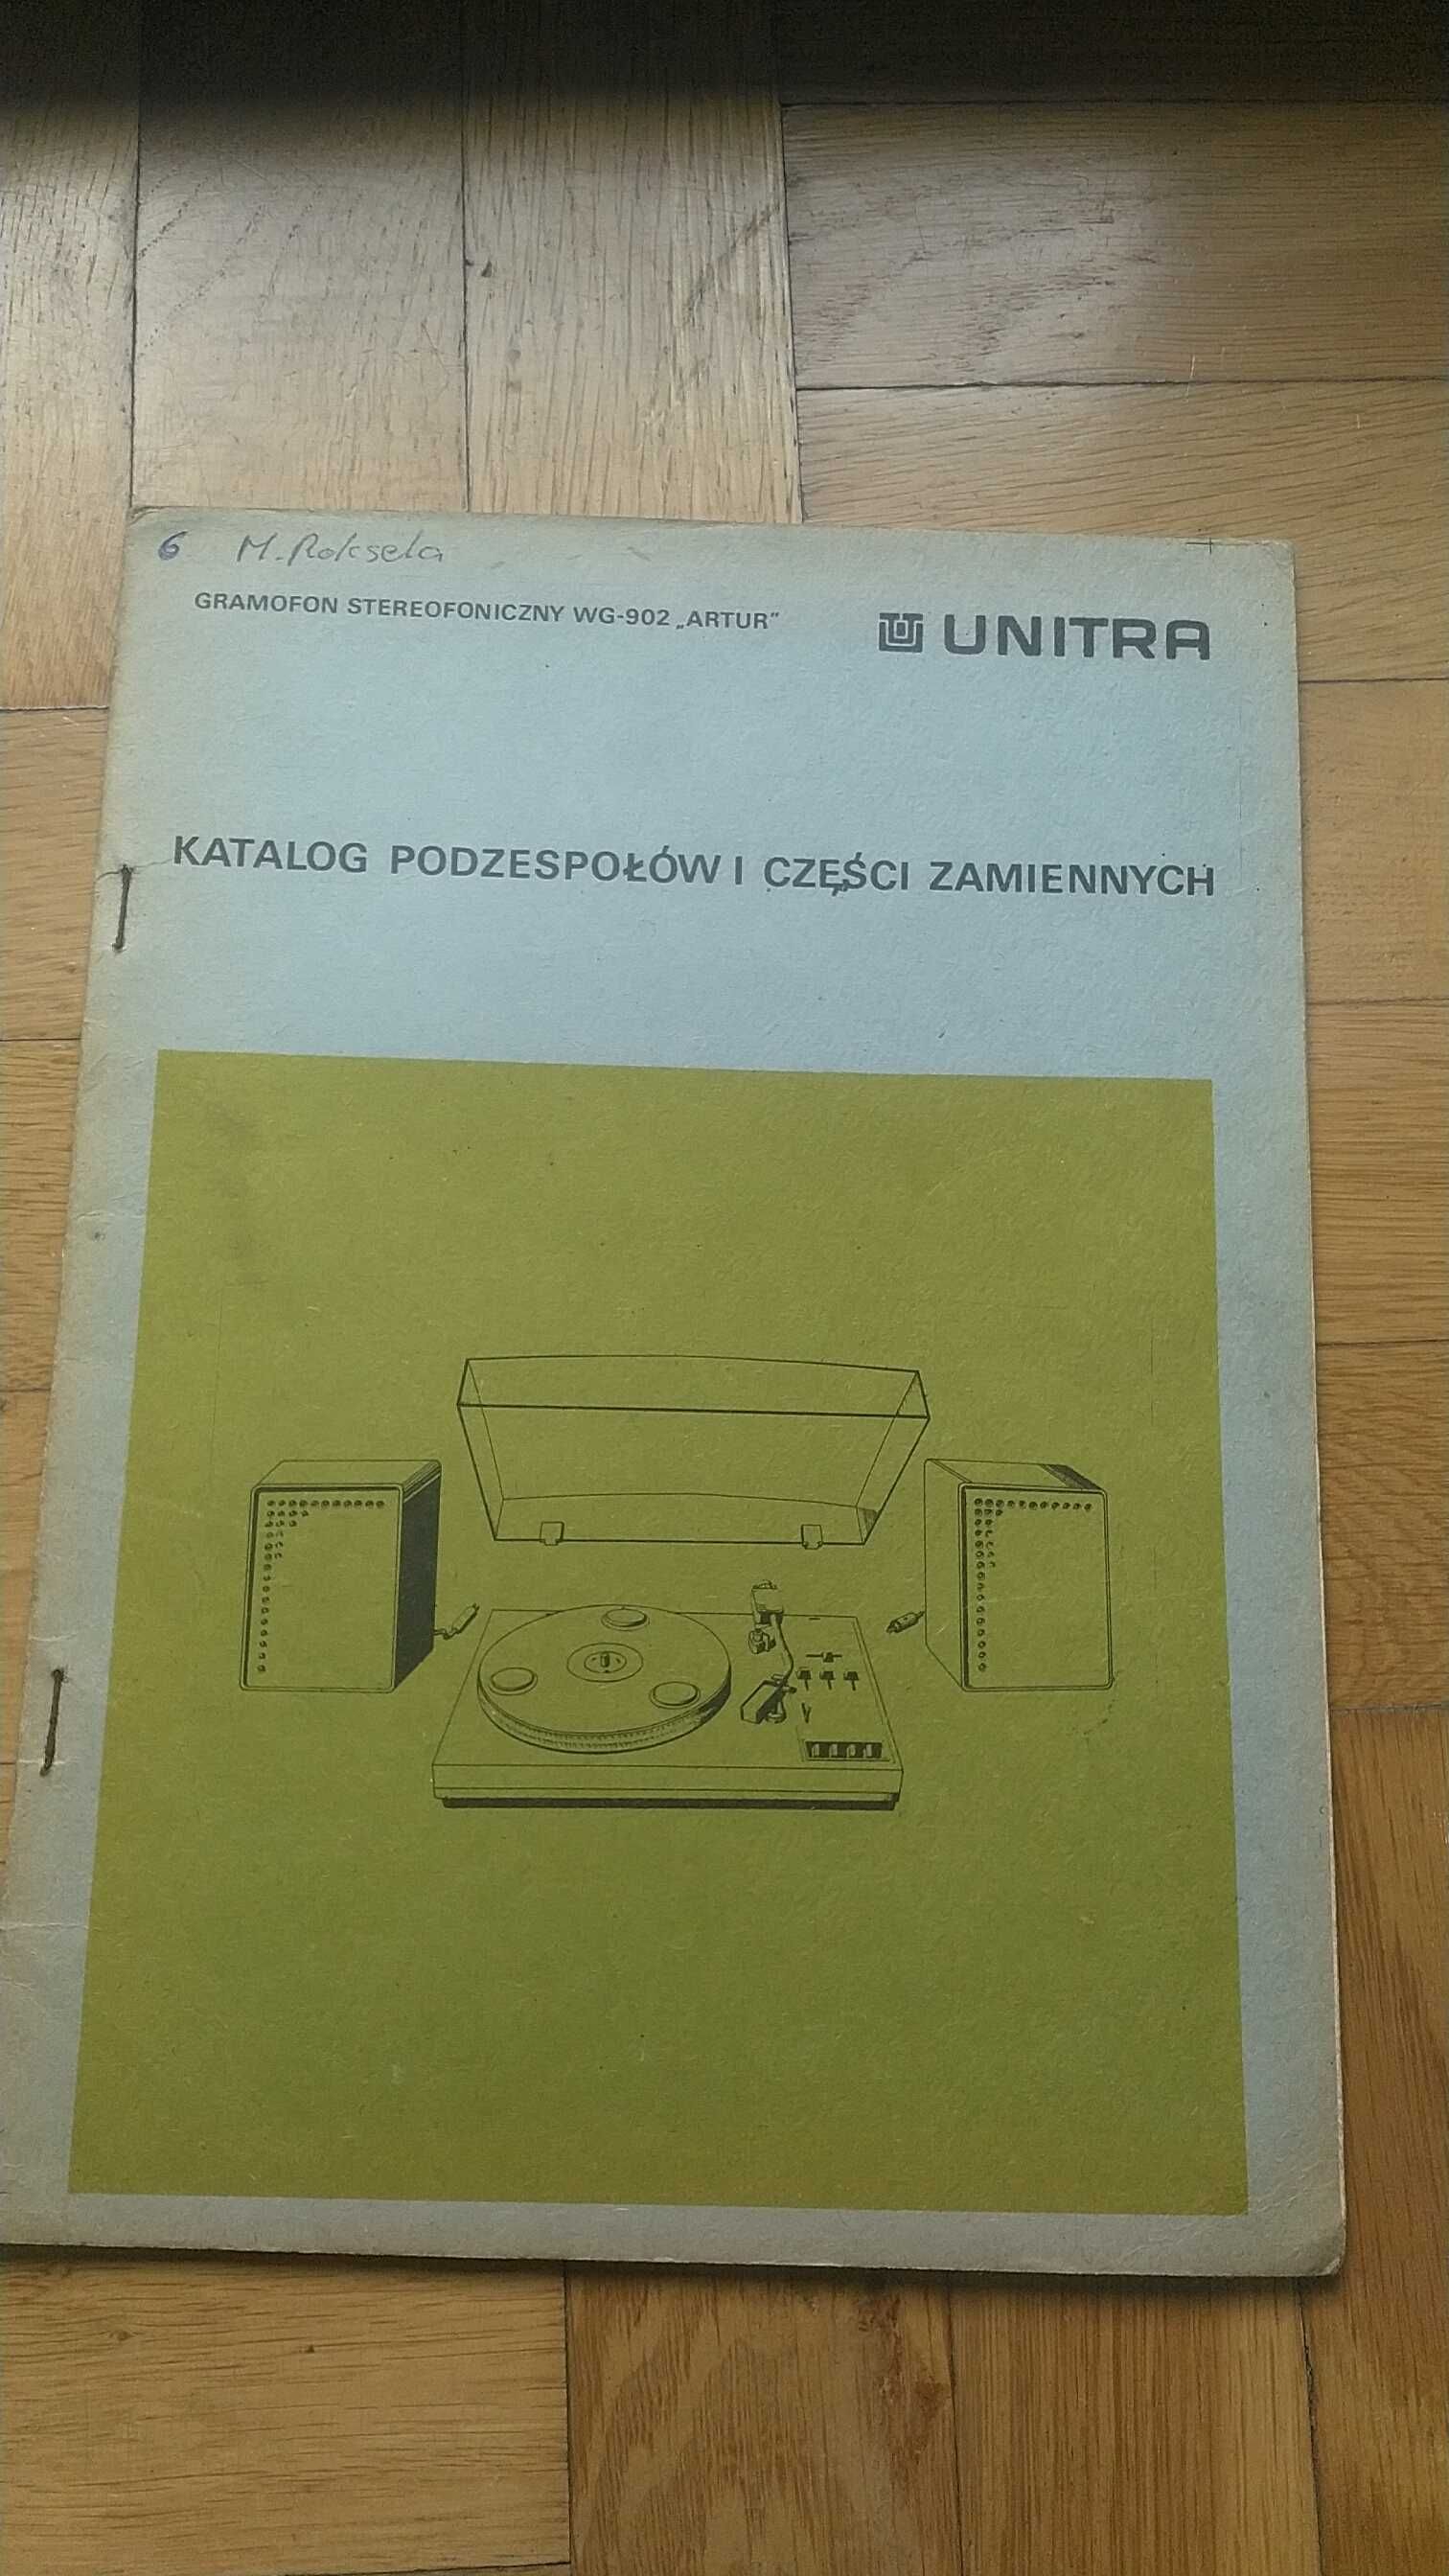 6 M. Roksela
GRAMOFON STEREOFONICZNY WG-902 „ARTUR”
UNITRA
KATALOG PODZESPOŁÓW I CZĘŚCI ZAMIENNYCH